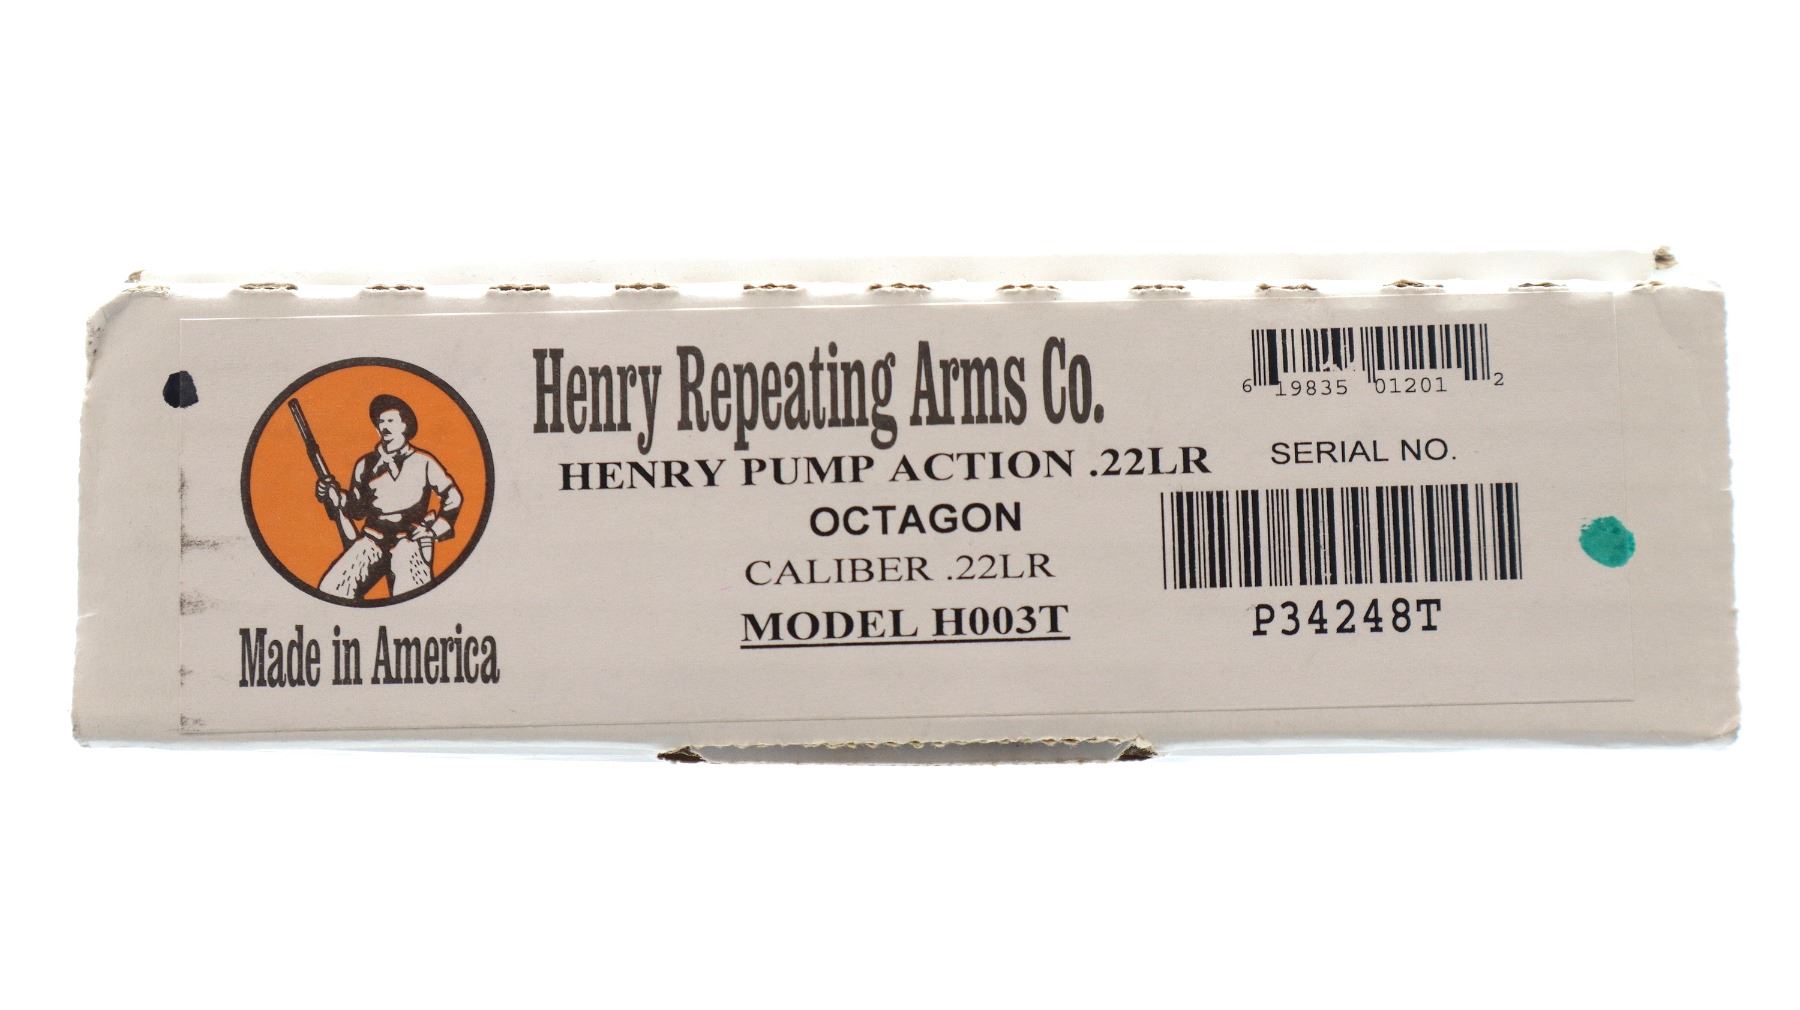 Henry Repeating Arms Co.
HENRY PUMP ACTION .22LR
OCTAGON
CALIBER .22LR
MODEL H003T
Made in America
6 19835 01201 2
SERIAL NO.
P34248T